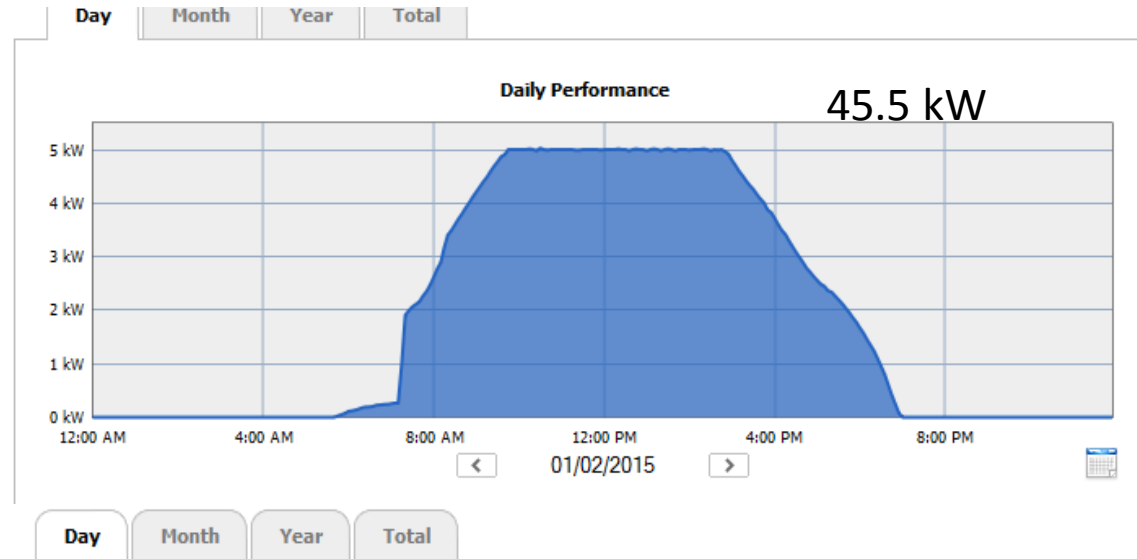 Day Month Year Total
Daily Performance
45.5 kW
5 kW
4 kW
3 kW
2 kW
1 kW
0 kW
12:00 AM 4:00 AM 8:00 AM 12:00 PM 4:00 PM 8:00 PM
01/02/2015
Day Month Year Total